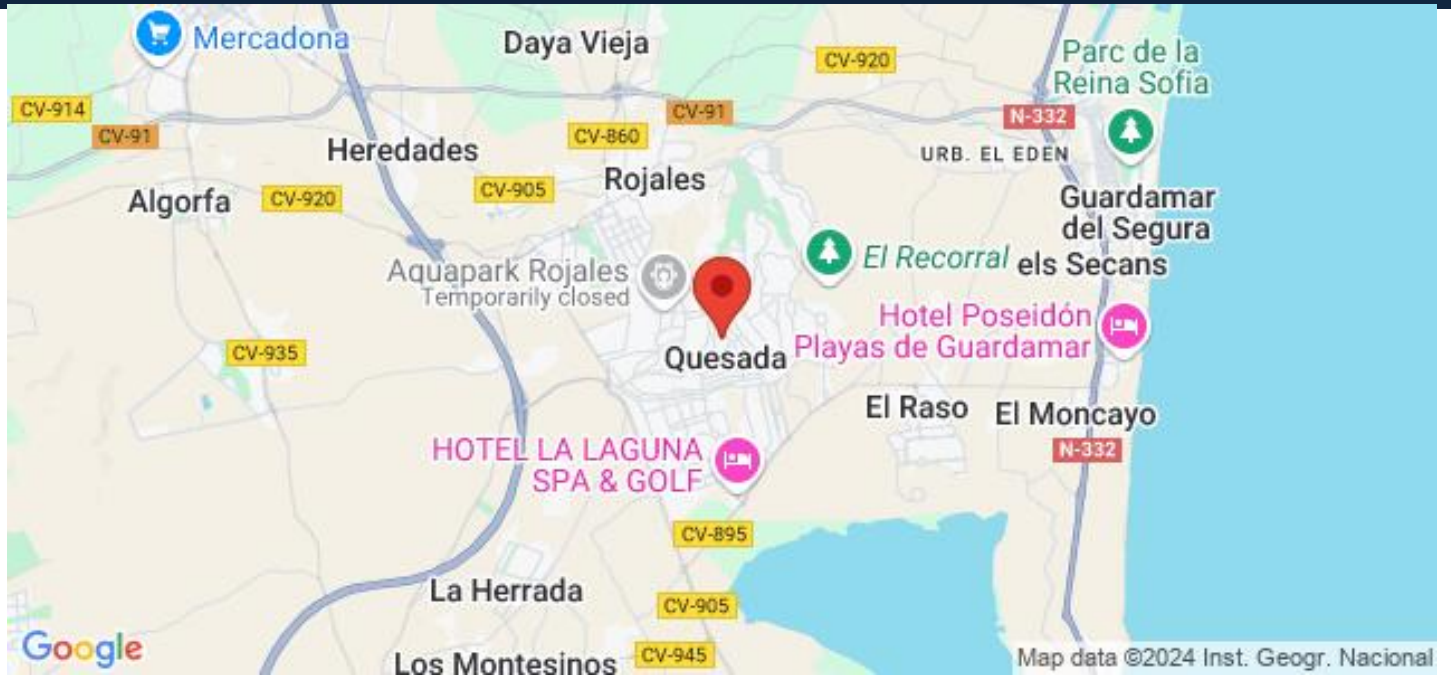 Mercadona
Daya Vieja
CV-920
Parc de la
Reina Sofia
CV-914
CV-91
CV-91
N-332
CV-860
Heredades
URB. EL EDEN
Rojales
CV-905
Algorfa
CV-920
Guardamar
del Segura
El Recorral
els Secans
Aquapark Rojales
Temporarily closed
Hotel Poseidón
Playas de Guardamar
CV-935
Quesada
El Raso
El Moncayo
HOTEL LA LAGUNA
SPA & GOLF
N-332
CV-895
La Herrada
CV-905
Google
Los Montesinos
CV-945
Map data ©2024 Inst. Geogr. Nacional